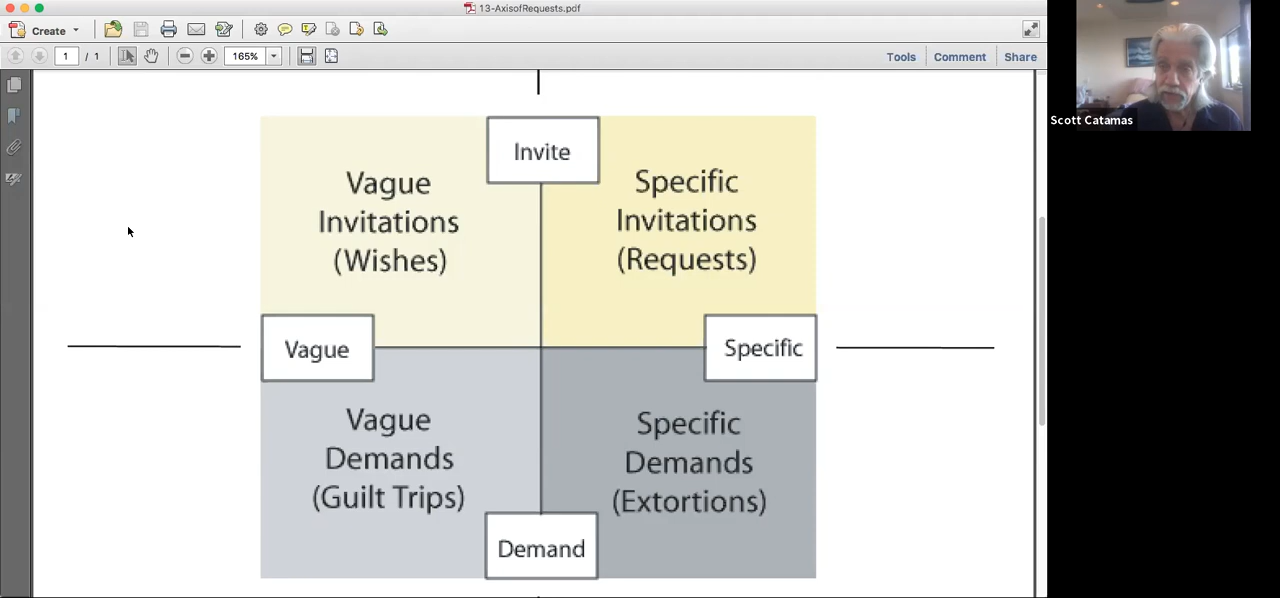 13-AxisofRequests.pdf
Create
1 / 1
165%
Tools
Comment
Share
Scott Catamas
Invite
Vague
Invitations
(Wishes)
Specific
Invitations
(Requests)
Vague
Specific
Vague
Demands
(Guilt Trips)
Specific
Demands
(Extortions)
Demand